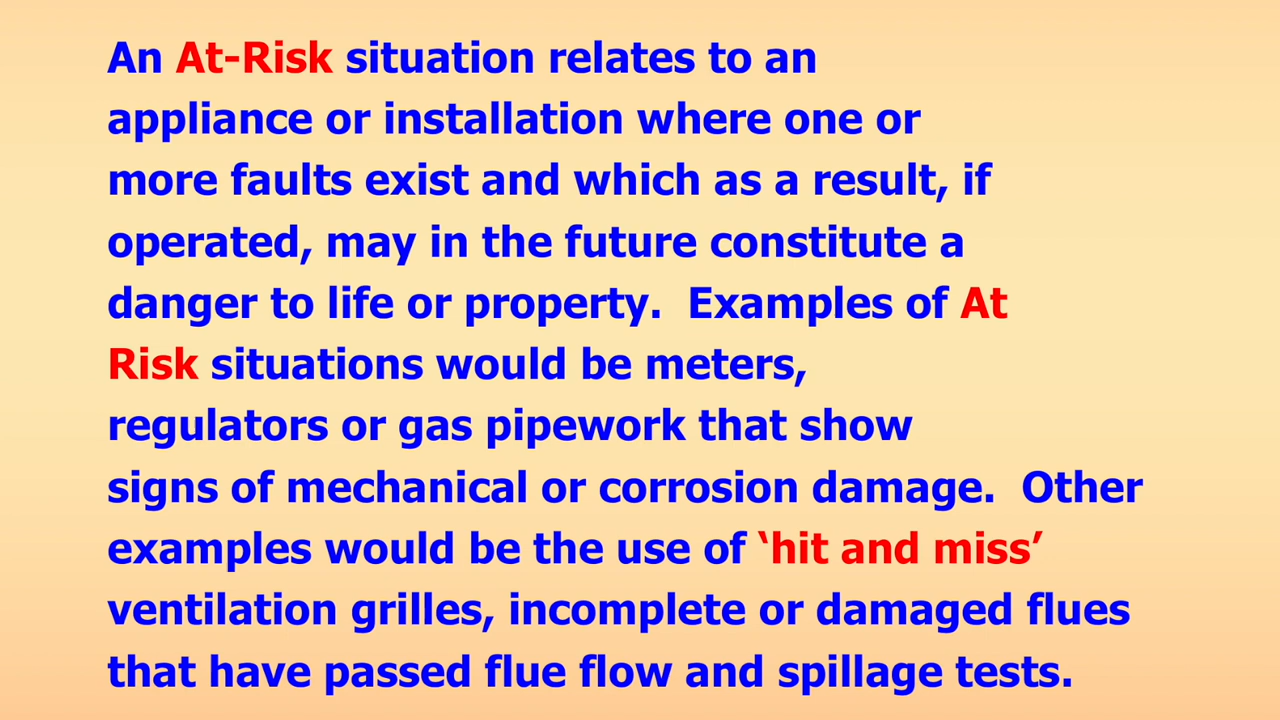 An At-Risk situation relates to an
appliance or installation where one or
more faults exist and which as a result, if
operated, may in the future constitute a
danger to life or property.  Examples of At
Risk situations would be meters,
regulators or gas pipework that show
signs of mechanical or corrosion damage.  Other
examples would be the use of ‘hit and miss’
ventilation grilles, incomplete or damaged flues
that have passed flue flow and spillage tests.